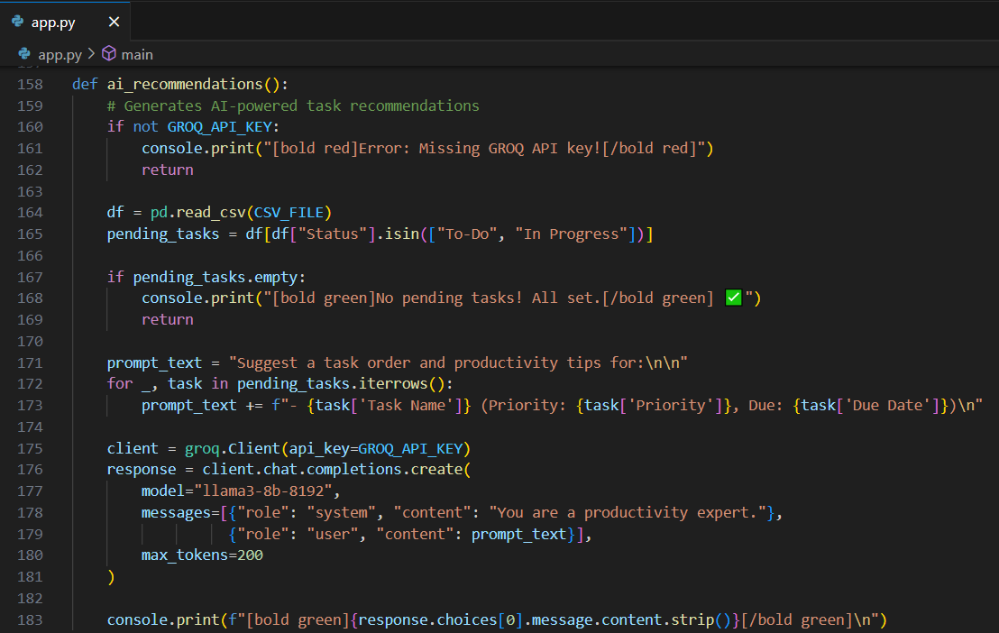 app.py ×
app.py > main
158 def ai_recommendations():
159     # Generates AI-powered task recommendations
160     if not GROQ_API_KEY:
161         console.print("[bold red]Error: Missing GROQ API key![/bold red]")
162         return
163
164     df = pd.read_csv(CSV_FILE)
165     pending_tasks = df[df["Status"].isin(["To-Do", "In Progress"])]
166
167     if pending_tasks.empty:
168         console.print("[bold green]No pending tasks! All set.[/bold green] ✅")
169         return
170
171     prompt_text = "Suggest a task order and productivity tips for:\n\n"
172     for _, task in pending_tasks.iterrows():
173         prompt_text += f"- {task['Task Name']} (Priority: {task['Priority']}, Due: {task['Due Date']})\n"
174
175     client = groq.Client(api_key=GROQ_API_KEY)
176     response = client.chat.completions.create(
177         model="llama3-8b-8192",
178         messages=[{"role": "system", "content": "You are a productivity expert."},
179                   {"role": "user", "content": prompt_text}],
180         max_tokens=200
181     )
182
183     console.print(f"[bold green]{response.choices[0].message.content.strip()}[/bold green]\n")